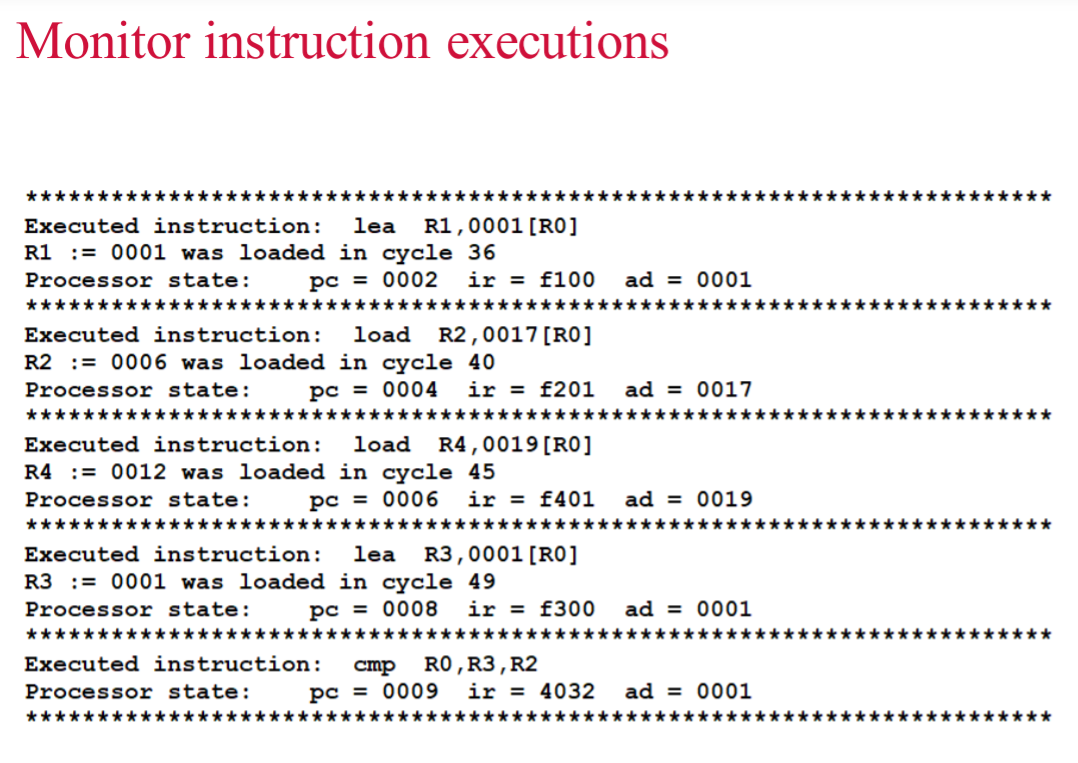 Monitor instruction executions
************************************************************************
Executed instruction:  lea  R1,0001[R0]
R1 := 0001 was loaded in cycle 36
Processor state:    pc = 0002  ir = f100  ad = 0001
************************************************************************
Executed instruction:  load  R2,0017[R0]
R2 := 0006 was loaded in cycle 40
Processor state:    pc = 0004  ir = f201  ad = 0017
************************************************************************
Executed instruction:  load  R4,0019[R0]
R4 := 0012 was loaded in cycle 45
Processor state:    pc = 0006  ir = f401  ad = 0019
************************************************************************
Executed instruction:  lea  R3,0001[R0]
R3 := 0001 was loaded in cycle 49
Processor state:    pc = 0008  ir = f300  ad = 0001
************************************************************************
Executed instruction:  cmp  R0,R3,R2
Processor state:    pc = 0009  ir = 4032  ad = 0001
************************************************************************